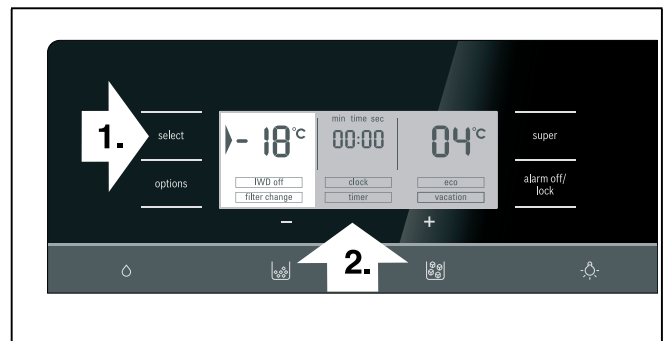 1.
select
options
- 18°C
min time sec
00:00
04°C
IWD off
filter change
clock
timer
eco
vacation
super
alarm off/
lock
−
+
2.